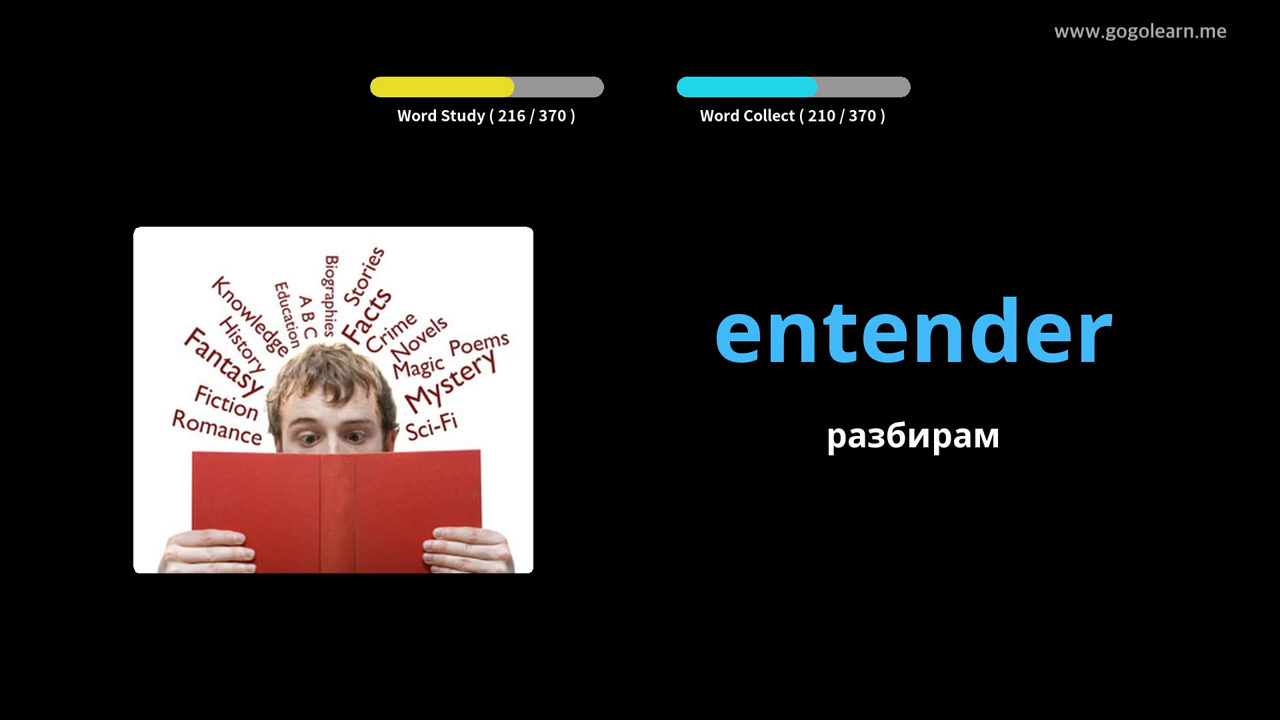 www.gogolearn.me
Word Study ( 216 / 370 )
Word Collect ( 210 / 370 )
Biographies
Stories
Education
A B C
Facts
Knowledge
Crime
History
Novels
Fantasy
Magic
Poems
Mystery
Fiction
Romance
Sci-Fi
entender
разбирам